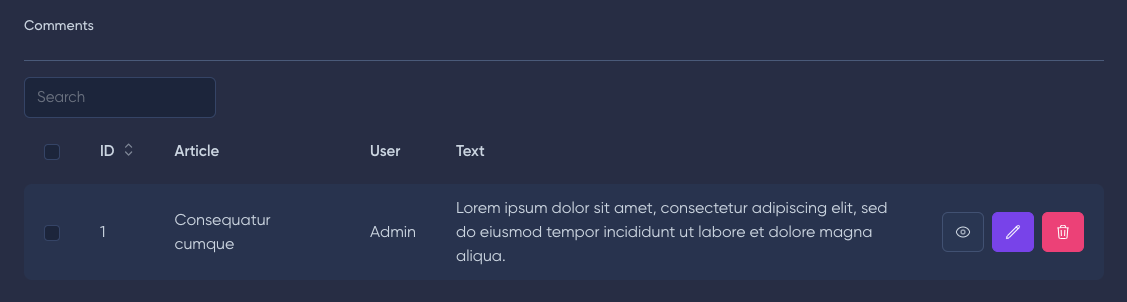 Comments
Search
ID Article User Text
1 Consequatur cumque Admin Lorem ipsum dolor sit amet, consectetur adipiscing elit, sed
do eiusmod tempor incididunt ut labore et dolore magna
aliqua.